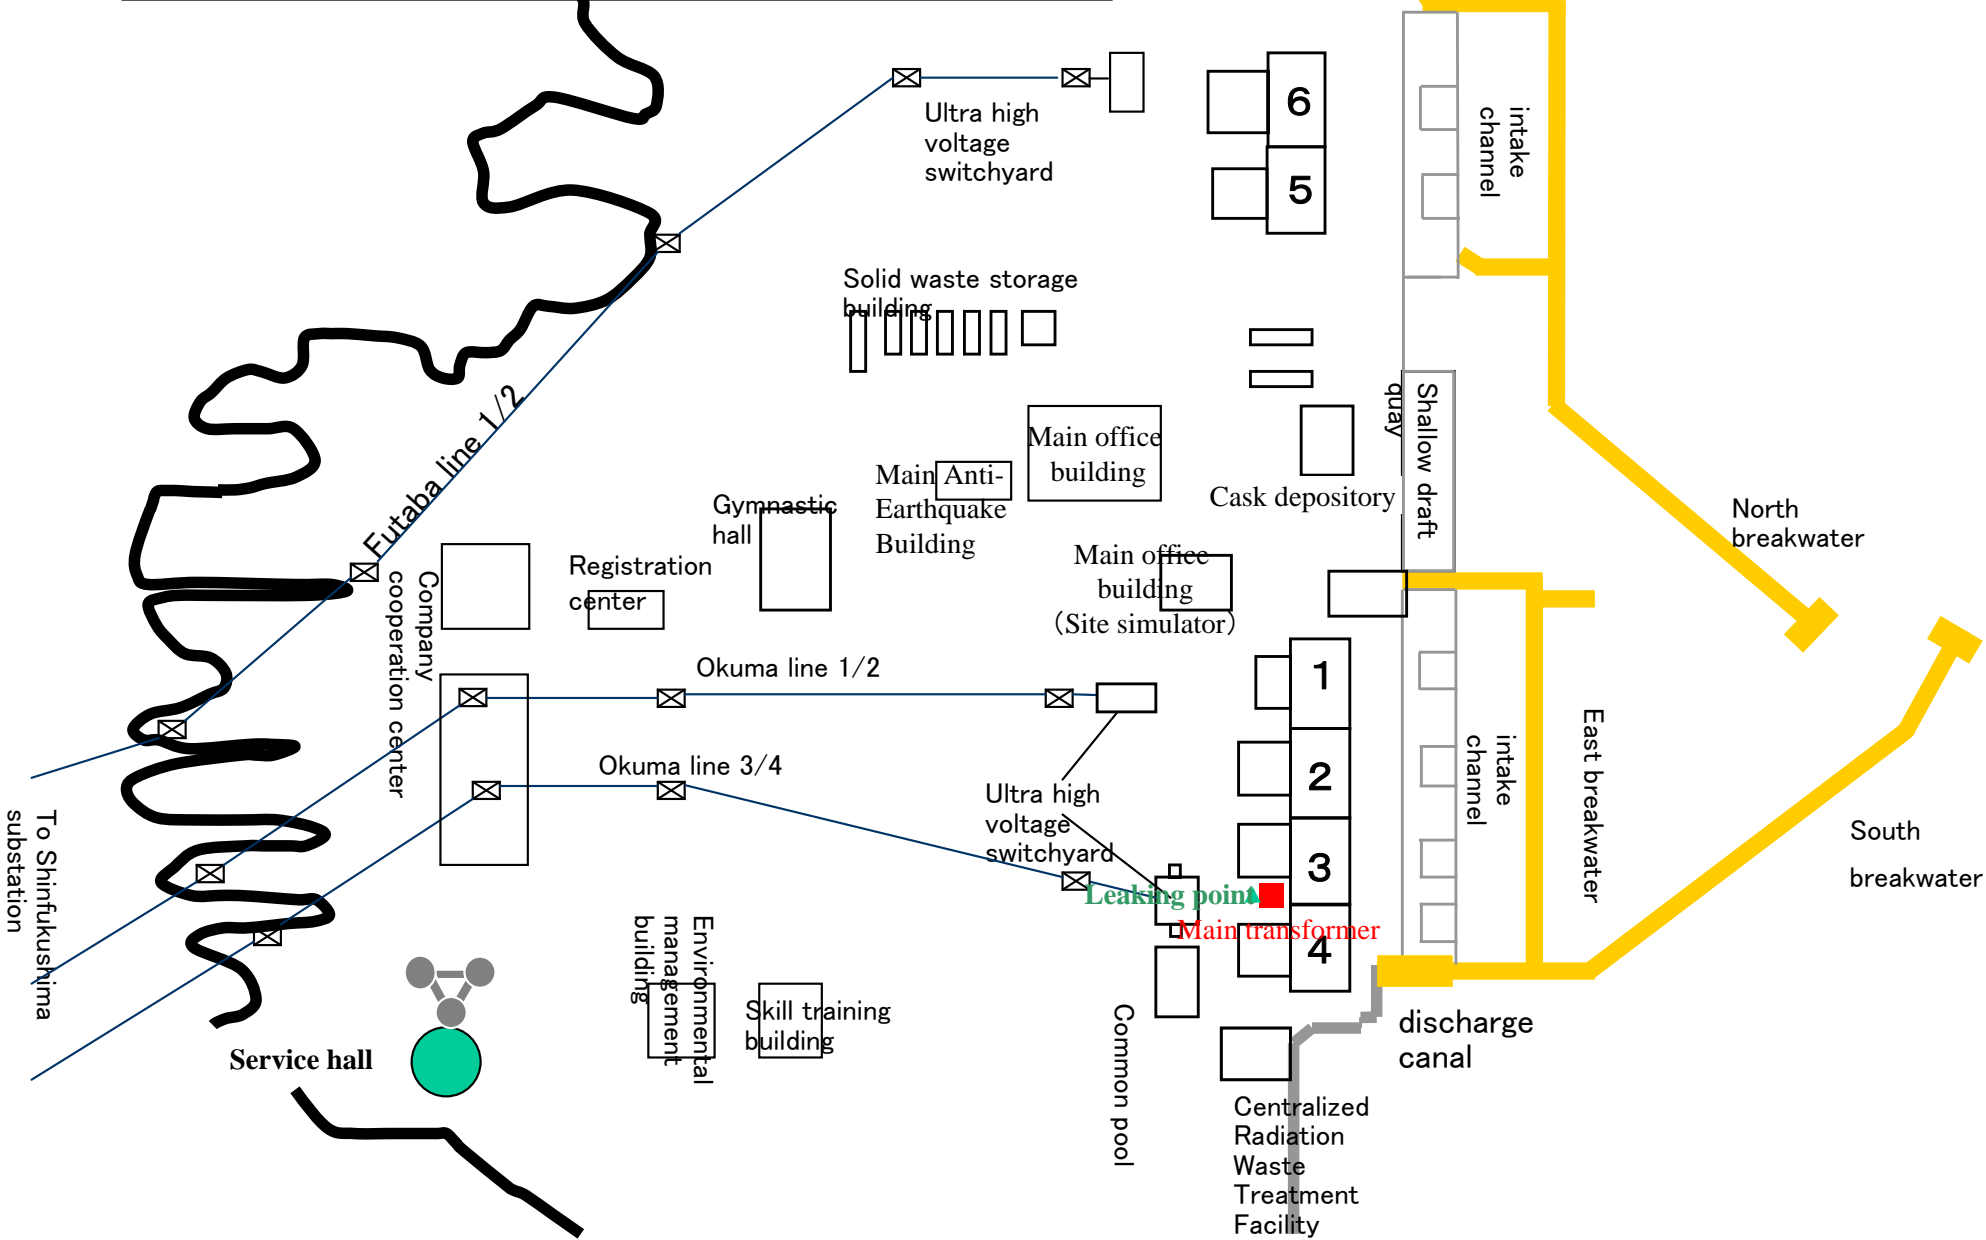 Ultra high
voltage
switchyard
6
5
intake
channel
Solid waste storage
building
Futaba line 1/2
Shallow draft
quay
Main office
building
Main Anti-
Earthquake
Building
Cask depository
Gymnastic
hall
North
breakwater
Main office
building
（Site simulator）
Registration
center
Company
cooperation center
Okuma line 1/2
1
Okuma line 3/4
2
intake
channel
East breakwater
Ultra high
voltage
switchyard
To Shinfukushima
substation
South
breakwater
3
Leaking point
Main transformer
4
Environmental
management
building
Skill training
building
Common pool
discharge
canal
Service hall
Centralized
Radiation
Waste
Treatment
Facility